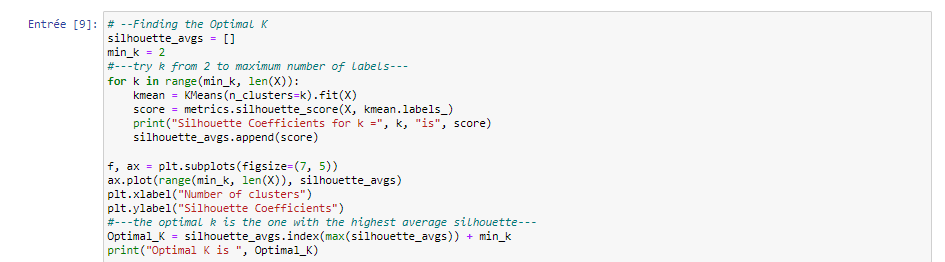 Entrée [9]: # --Finding the Optimal K
silhouette_avgs = []
min_k = 2
#---try k from 2 to maximum number of labels---
for k in range(min_k, len(X)):
    kmean = KMeans(n_clusters=k).fit(X)
    score = metrics.silhouette_score(X, kmean.labels_)
    print("Silhouette Coefficients for k =", k, "is", score)
    silhouette_avgs.append(score)

f, ax = plt.subplots(figsize=(7, 5))
ax.plot(range(min_k, len(X)), silhouette_avgs)
plt.xlabel("Number of clusters")
plt.ylabel("Silhouette Coefficients")
#---the optimal k is the one with the highest average silhouette---
Optimal_K = silhouette_avgs.index(max(silhouette_avgs)) + min_k
print("Optimal K is ", Optimal_K)